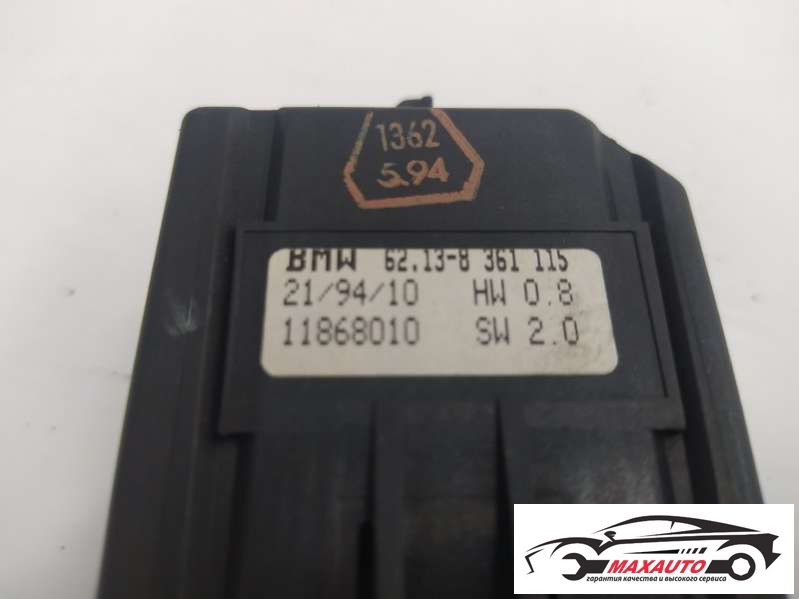 1362
5.94
BMW 62.13-8 361 115
21/94/10 HW 0.8
11868010 SW 2.0
MAXAUTO
гарантия качества и высокого сервиса